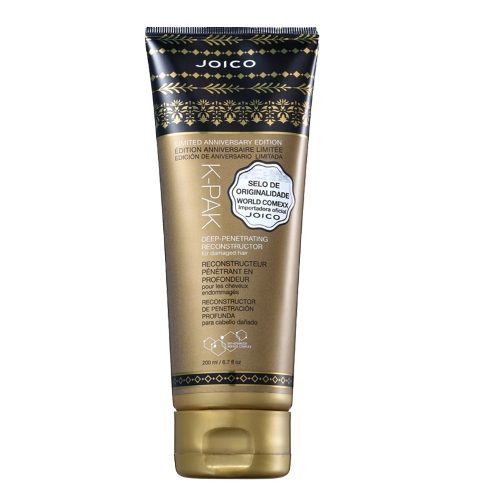 JOICO
LIMITED ANNIVERSARY EDITION
ÉDITION ANNIVERSAIRE LIMITÉE
EDICIÓN DE ANIVERSARIO LIMITADA
K-PAK
DEEP-PENETRATING
RECONSTRUCTOR
for damaged hair
RECONSTRUCTEUR
PÉNÉTRANT EN
PROFONDEUR
pour les cheveux
endommagés
RECONSTRUCTOR
DE PENETRACIÓN
PROFUNDA
para cabello dañado
200 ml / 6.7 fl oz
SELO DE
ORIGINALIDADE
WORLD COMEXX
Importadora oficial
JOICO